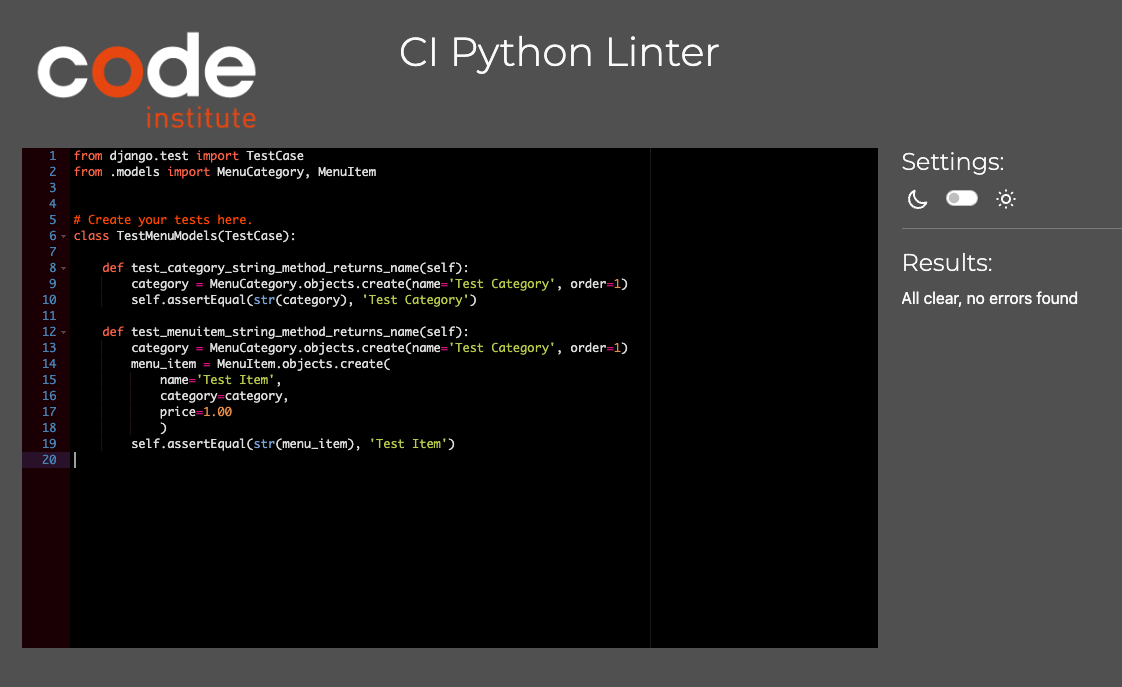 code
institute
CI Python Linter
1 from django.test import TestCase
2 from .models import MenuCategory, MenuItem
3
4
5 # Create your tests here.
6 class TestMenuModels(TestCase):
7
8     def test_category_string_method_returns_name(self):
9         category = MenuCategory.objects.create(name='Test Category', order=1)
10         self.assertEqual(str(category), 'Test Category')
11
12     def test_menuitem_string_method_returns_name(self):
13         category = MenuCategory.objects.create(name='Test Category', order=1)
14         menu_item = MenuItem.objects.create(
15             name='Test Item',
16             category=category,
17             price=1.00
18             )
19         self.assertEqual(str(menu_item), 'Test Item')
20
Settings:
Results:
All clear, no errors found